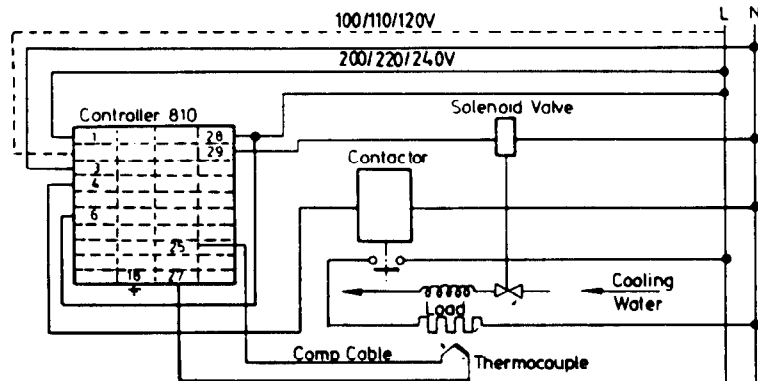 L N
100/110/120V
200/220/240V
Controller 810
Solenoid Valve
1 28
29
Contactor
3
4
6
25
18 27
Cooling
Water
Load
Comp Cable
Thermocouple